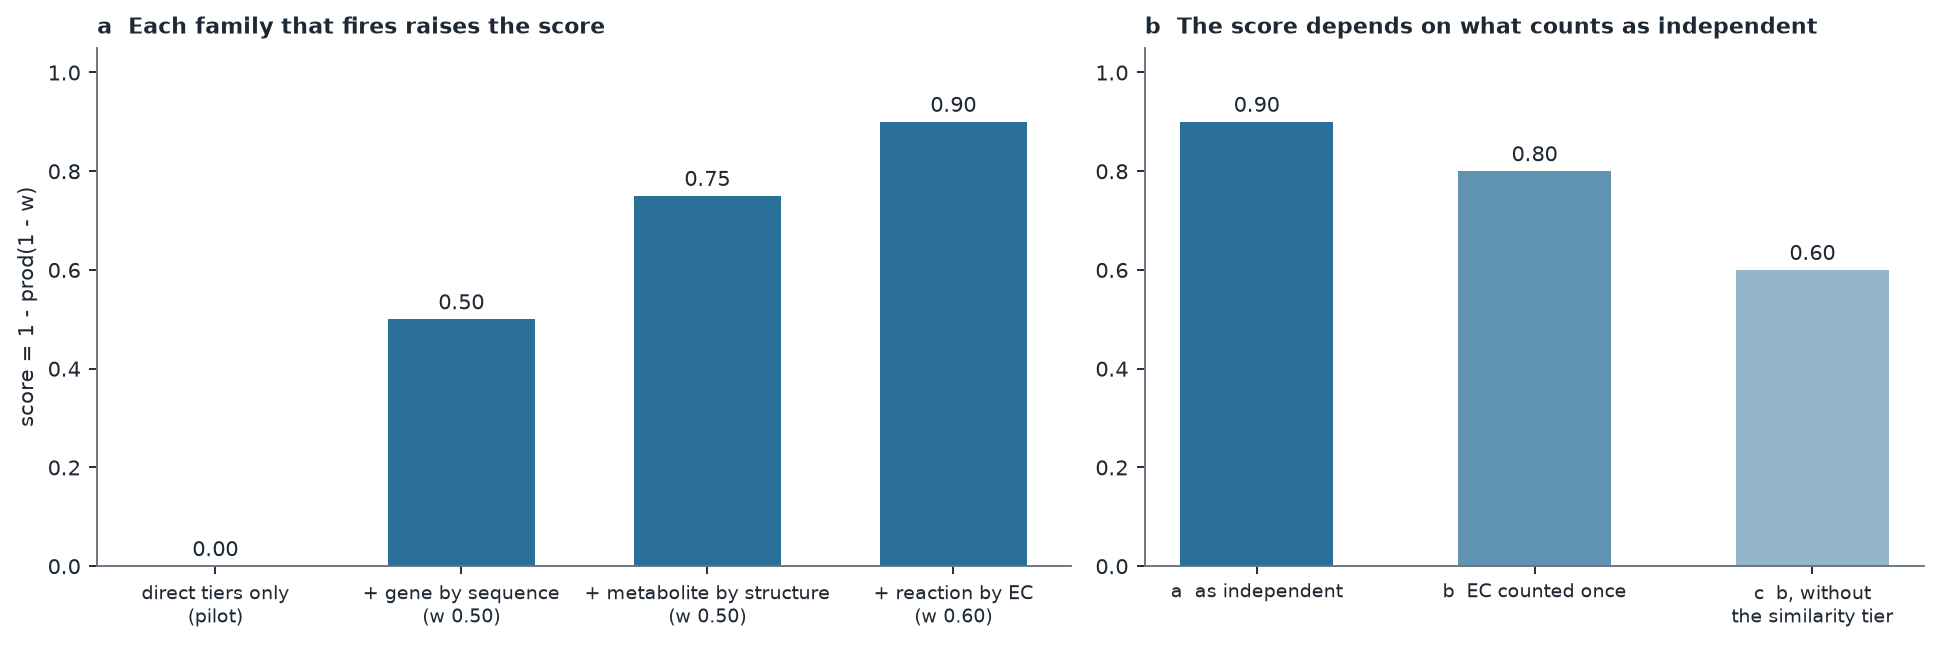 a  Each family that fires raises the score
score = 1 - prod(1 - w)
1.0
0.8
0.6
0.4
0.2
0.0
0.00
0.50
0.75
0.90
direct tiers only
(pilot)
+ gene by sequence
(w 0.50)
+ metabolite by structure
(w 0.50)
+ reaction by EC
(w 0.60)
b  The score depends on what counts as independent
1.0
0.8
0.6
0.4
0.2
0.0
0.90
0.80
0.60
a  as independent
b  EC counted once
c  b, without
the similarity tier